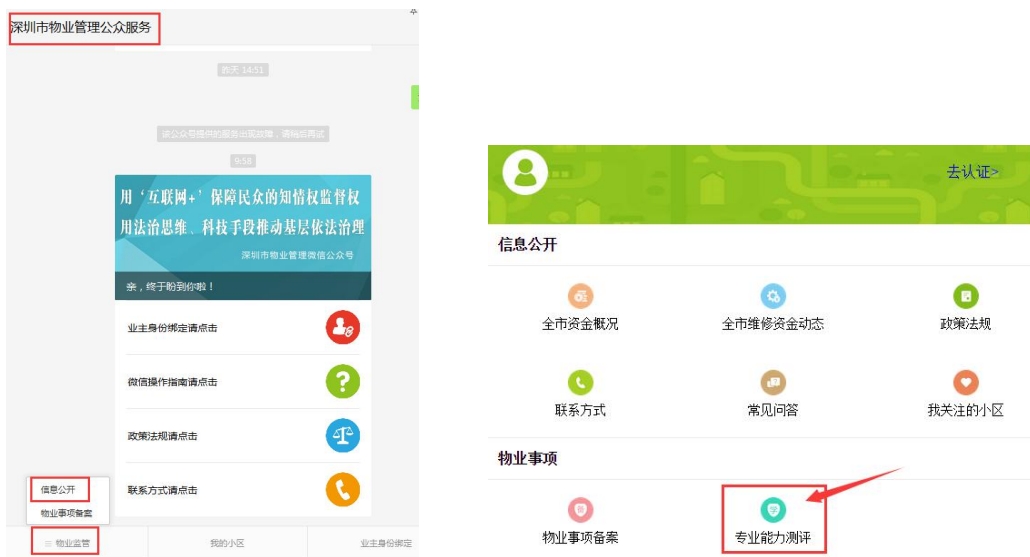 深圳市物业管理公众服务
昨天 14:51
该公众号提供的服务出现故障，请稍后再试
9:58
用‘互联网+’保障民众的知情权监督权
用法治思维、科技手段推动基层依法治理
深圳市物业管理微信公众号
亲，终于盼到你啦！
业主身份绑定请点击
微信操作指南请点击
政策法规请点击
联系方式请点击
信息公开
物业事项备案
物业监管
我的小区
业主身份绑定
去认证>
信息公开
全市资金概况
全市维修资金动态
政策法规
联系方式
常见问答
我关注的小区
物业事项
物业事项备案
专业能力测评